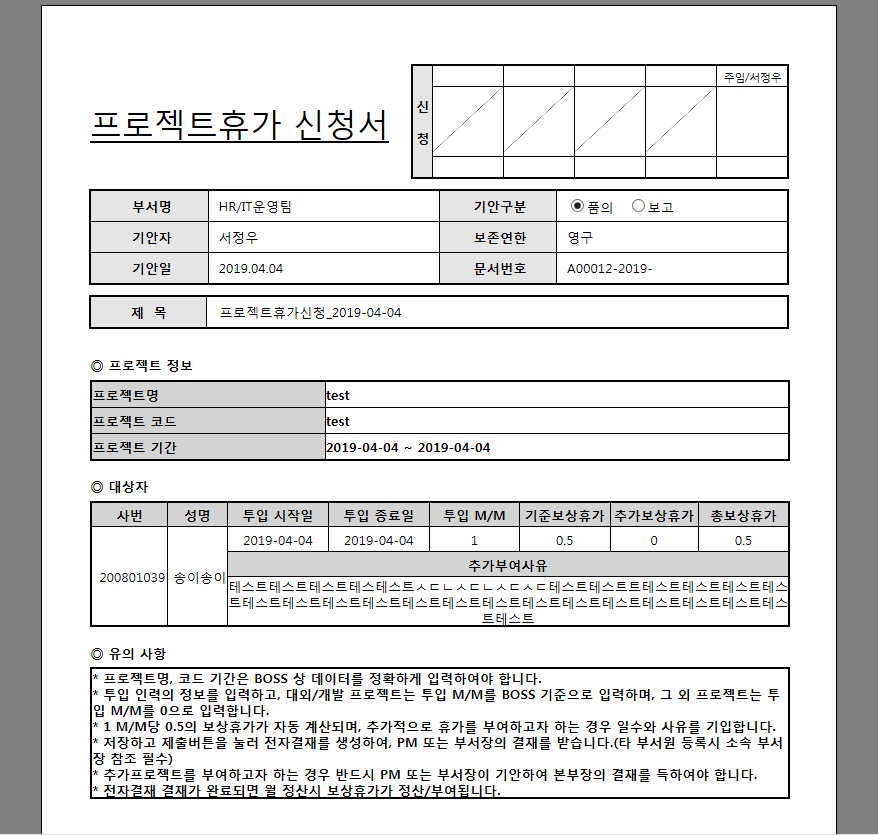 프로젝트휴가 신청서
신
청
주임/서정우
부서명 HR/IT운영팀 기안구분 품의 보고
기안자 서정우 보존연한 영구
기안일 2019.04.04 문서번호 A00012-2019-
제 목 프로젝트휴가신청_2019-04-04
◎ 프로젝트 정보
프로젝트명 test
프로젝트 코드 test
프로젝트 기간 2019-04-04 ~ 2019-04-04
◎ 대상자
사번 성명 투입 시작일 투입 종료일 투입 M/M 기준보상휴가 추가보상휴가 총보상휴가
200801039 송이송이 2019-04-04 2019-04-04 1 0.5 0 0.5
추가부여사유
테스트테스트테스트테스테스트ㅅㄷㄴㅅㄷㄴㅅㄷㅅㄷ테스트테스트트테스트테스트테스
트테스트테스트테스트테스트테스트테스트테스트테스트테스트트테스트테스트테스
트테스트
◎ 유의 사항
* 프로젝트명, 코드 기간은 BOSS 상 데이터를 정확하게 입력하여야 합니다.
* 투입 인력의 정보를 입력하고, 대외/개발 프로젝트는 투입 M/M를 BOSS 기준으로 입력하며, 그 외 프로젝트는 투
입 M/M를 0으로 입력합니다.
* 1 M/M당 0.5의 보상휴가가 자동 계산되며, 추가적으로 휴가를 부여하고자 하는 경우 일수와 사유를 기입합니다.
* 저장하고 제출버튼을 눌러 전자결재를 생성하여, PM 또는 부서장의 결재를 받습니다.(타 부서원 등록시 소속 부서
장 참조 필수)
* 추가프로젝트를 부여하고자 하는 경우 반드시 PM 또는 부서장이 기안하여 본부장의 결재를 득하여야 합니다.
* 전자결재 결재가 완료되면 월 정산시 보상휴가가 정산/부여됩니다.